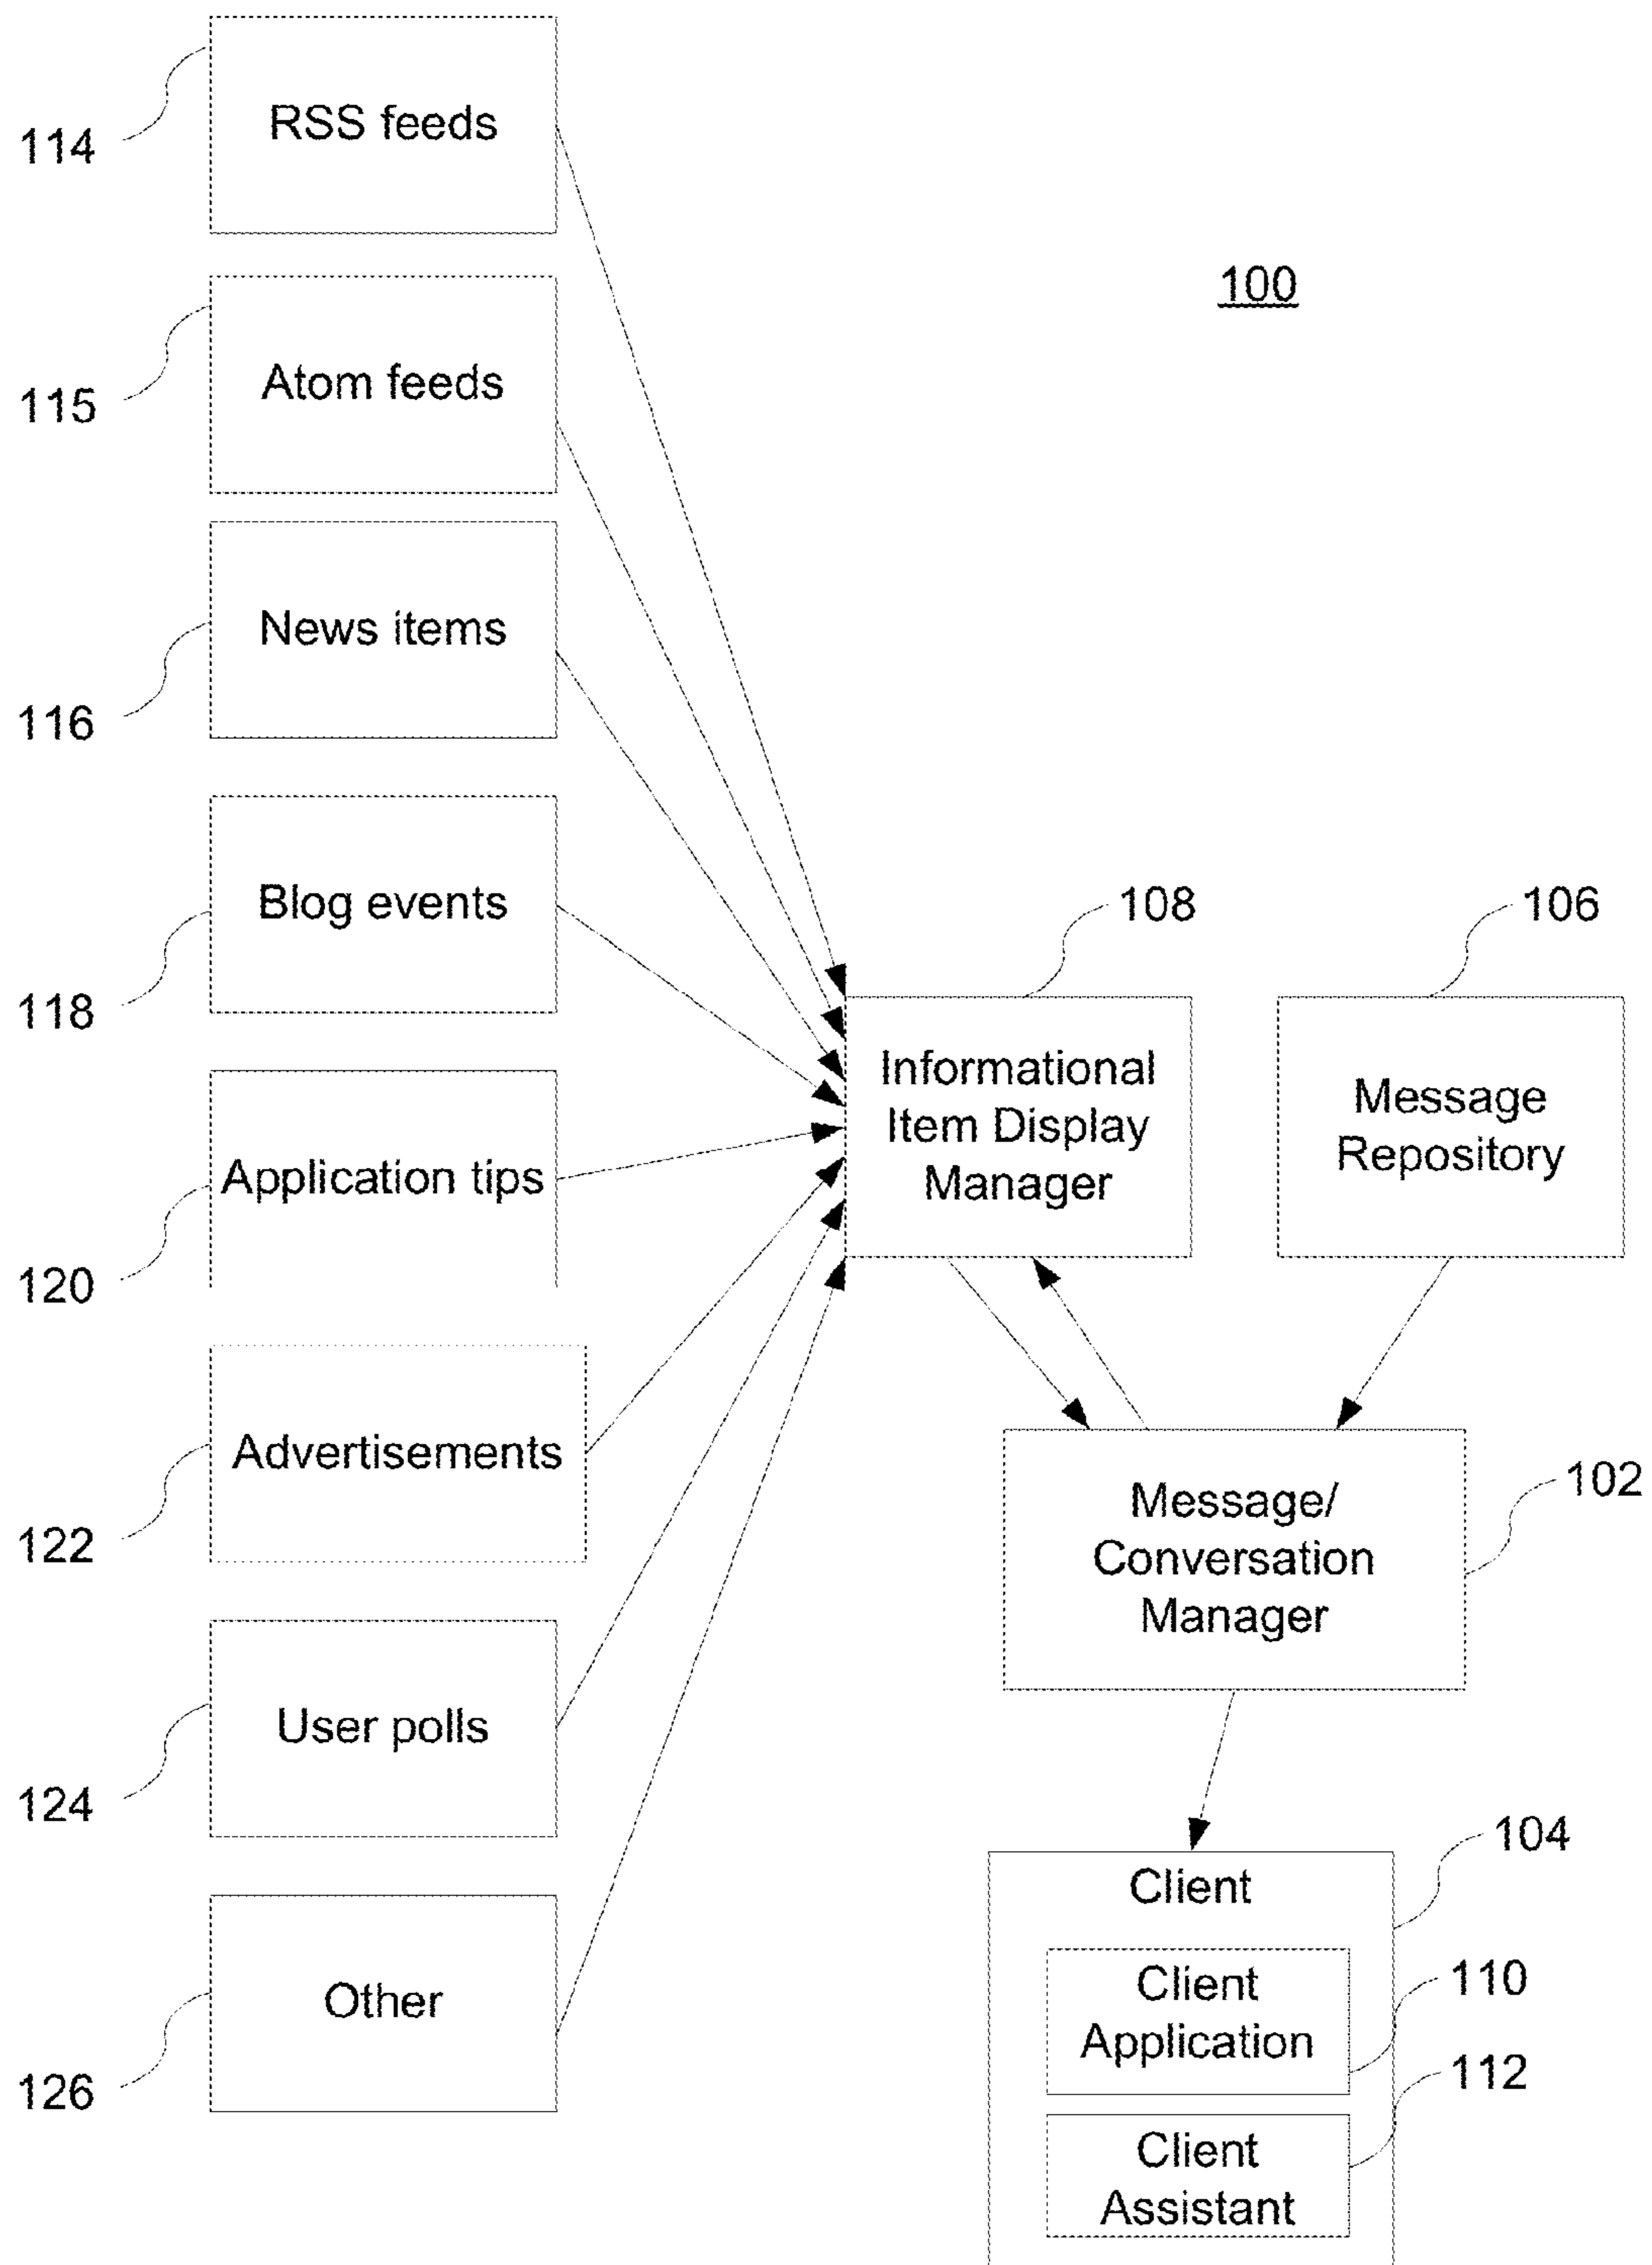 114
RSS feeds
100
115
Atom feeds
116
News items
118
Blog events
108
106
Informational
Item Display
Manager
Message
Repository
120
Application tips
122
Advertisements
102
Message/
Conversation
Manager
124
User polls
104
Client
126
Other
110
Client
Application
112
Client
Assistant